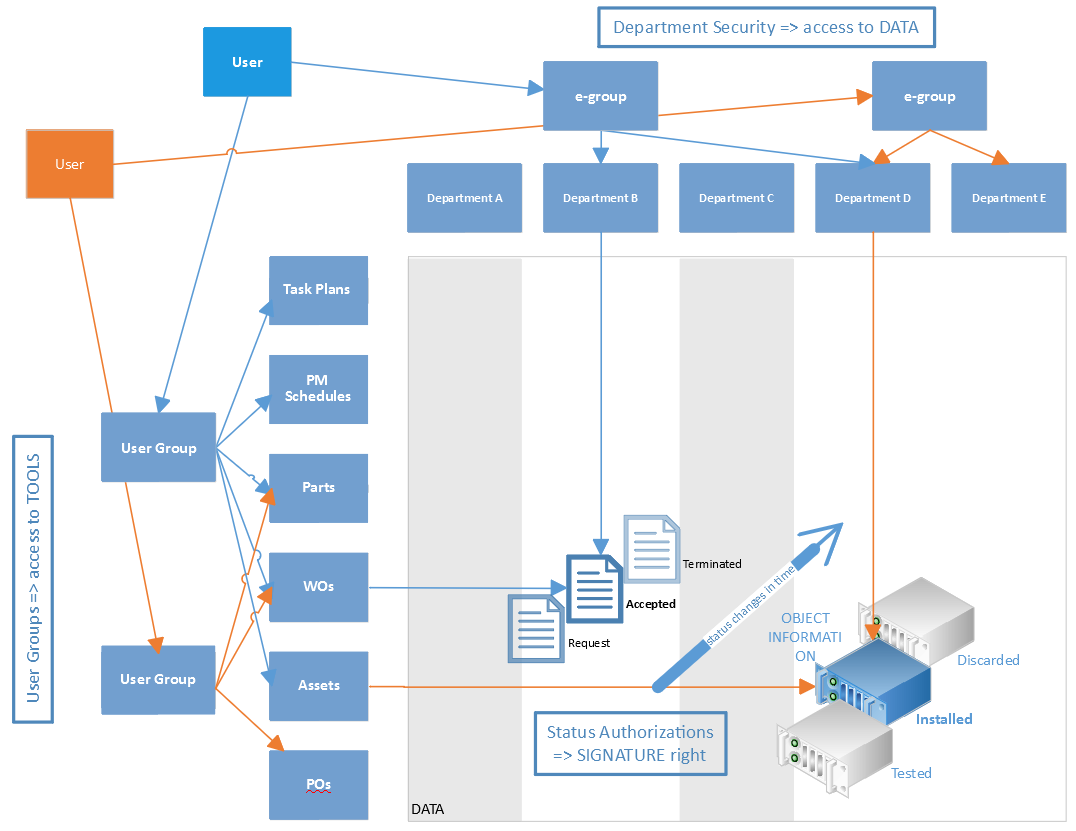 Department Security => access to DATA
User
e-group
e-group
User
Department A
Department B
Department C
Department D
Department E
Task Plans
PM
Schedules
User Group
Parts
User Groups => access to TOOLS
WOs
Terminated
Accepted
Request
status changes in time
OBJECT
INFORMATI
ON
Discarded
User Group
Assets
Installed
Status Authorizations
=> SIGNATURE right
Tested
POs
DATA